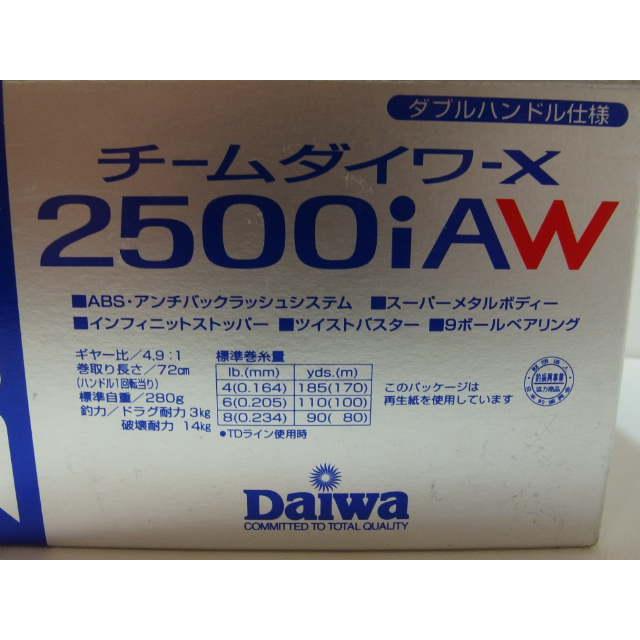 ダブルハンドル仕様
チームダイワ-X
2500iAW
■ABS・アンチバックラッシュシステム ■スーパーメタルボディー
■インフィニットストッパー ■ツイストバスター ■9ボールベアリング
ギヤー比／4.9：1
巻取り長さ／72cm
(ハンドル1回転当り)
標準自重／280g
釣力／ドラグ耐力 3kg
破壊耐力 14kg
標準巻糸量
lb.(mm) yds.(m)
4(0.164) 185(170)
6(0.205) 110(100)
8(0.234) 90( 80)
●TDライン使用時
このパッケージは
再生紙を使用しています
Daiwa
COMMITTED TO TOTAL QUALITY